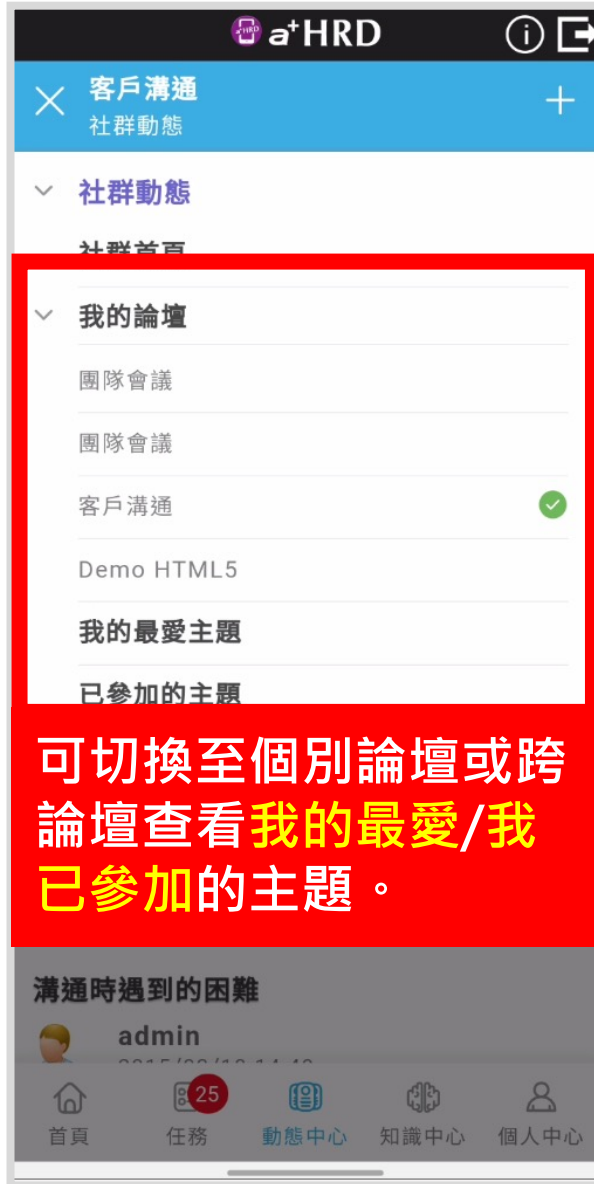 a+HRD
客戶溝通
社群動態
社群動態
社群首頁
我的論壇
團隊會議
團隊會議
客戶溝通
Demo HTML5
我的最愛主題
已參加的主題
可切換至個別論壇或跨
論壇查看我的最愛/我
已參加的主題。
溝通時遇到的困難
admin
25
首頁
任務
動態中心
知識中心
個人中心